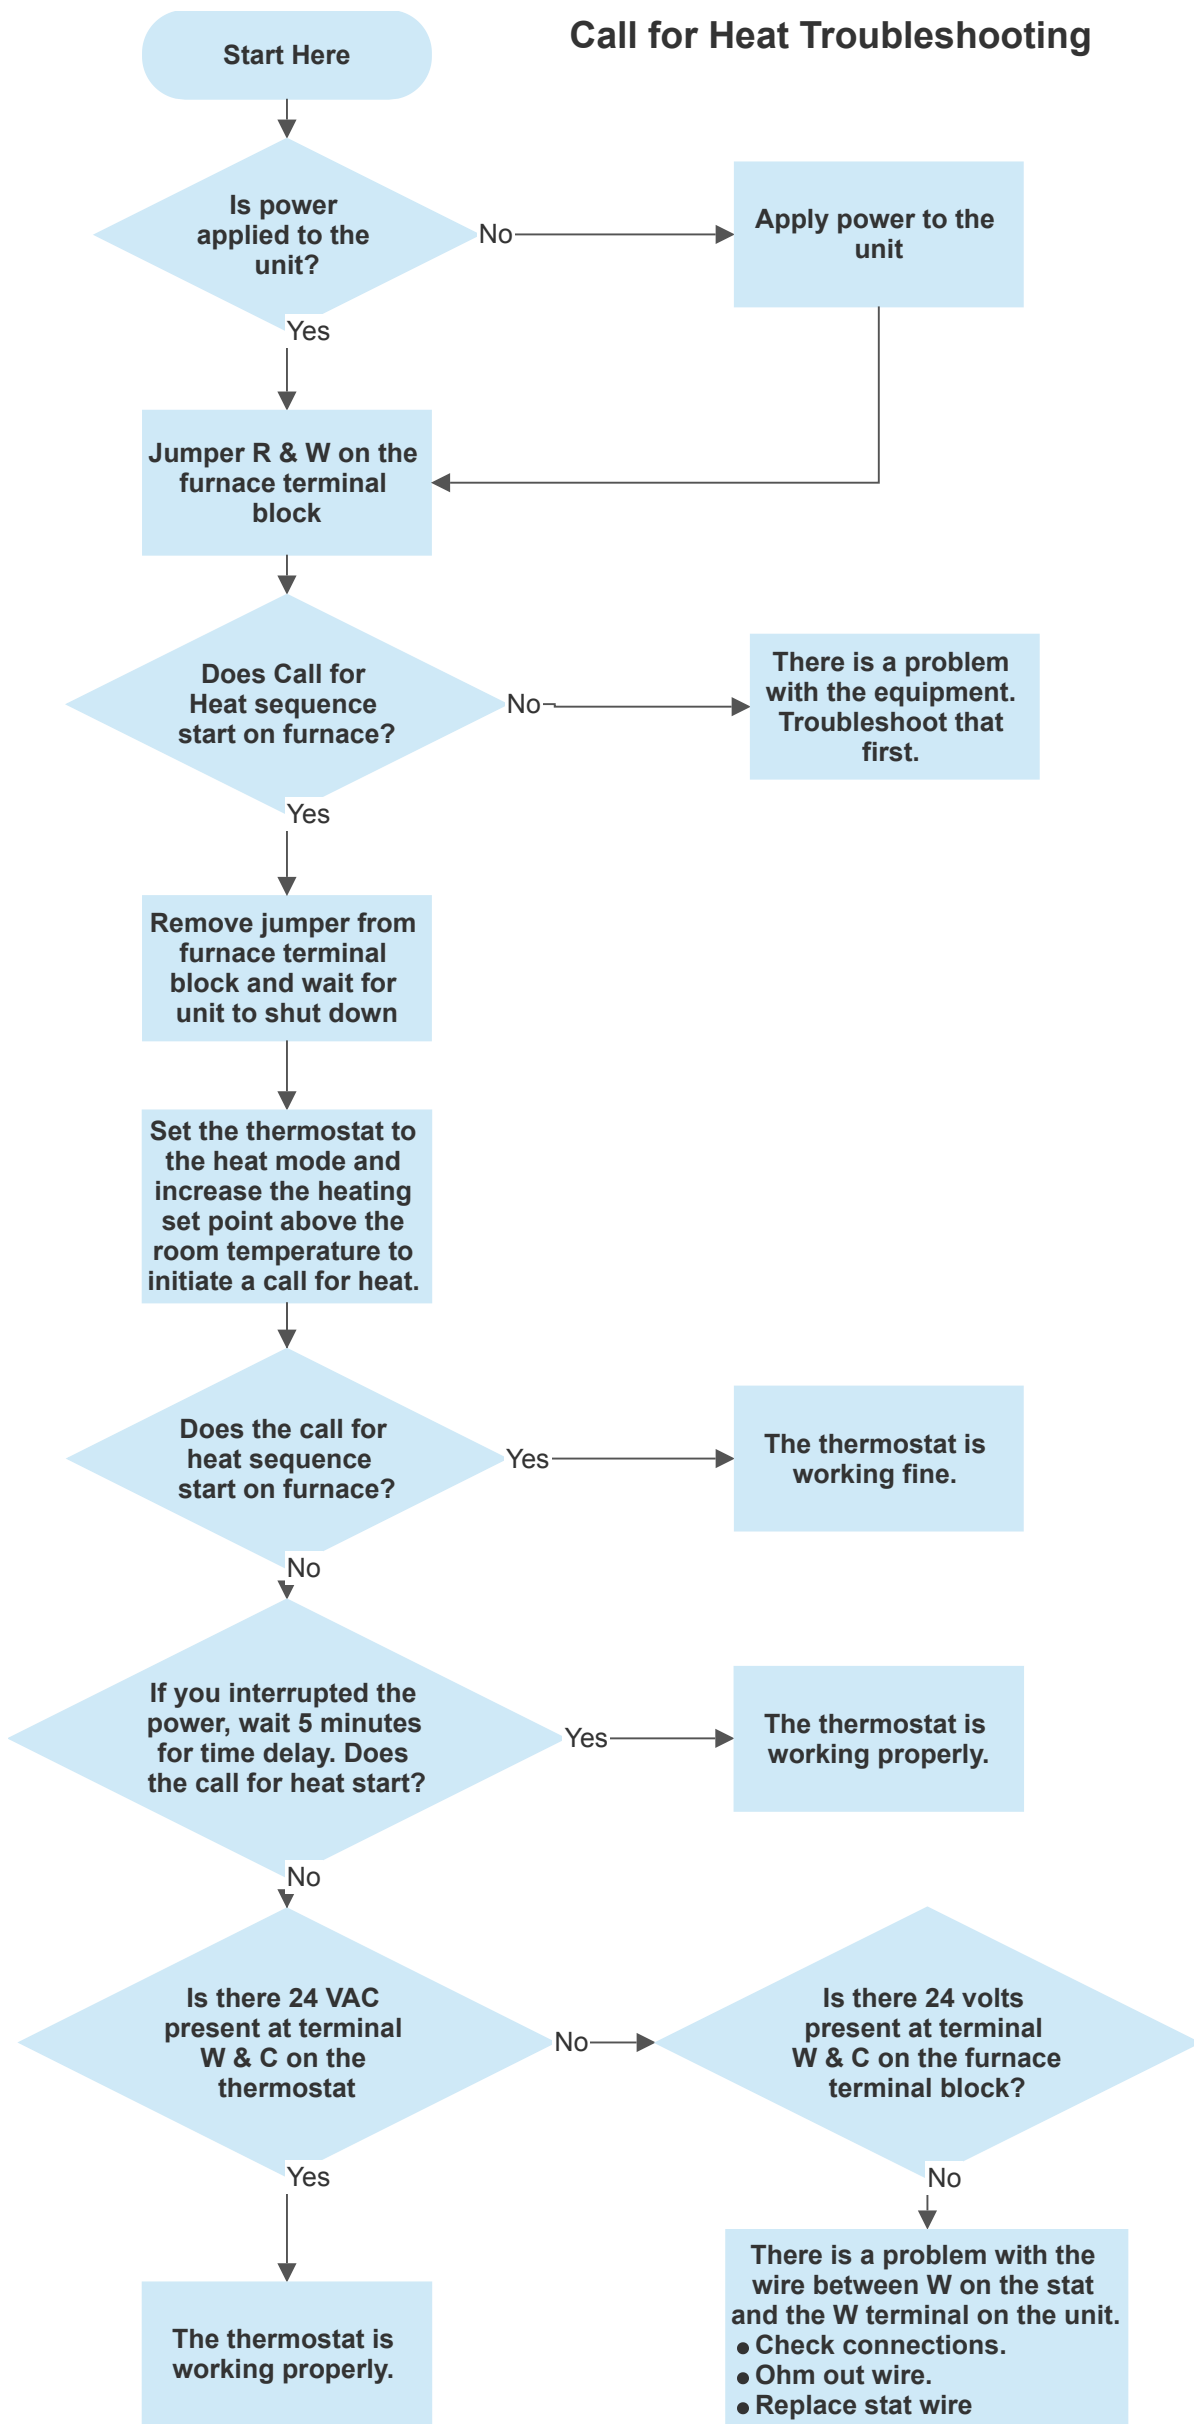 Call for Heat Troubleshooting
Start Here
Is power
applied to the
unit?
No
Apply power to the
unit
Yes
Jumper R & W on the
furnace terminal
block
Does Call for
Heat sequence
start on furnace?
No
There is a problem
with the equipment.
Troubleshoot that
first.
Yes
Remove jumper from
furnace terminal
block and wait for
unit to shut down
Set the thermostat to
the heat mode and
increase the heating
set point above the
room temperature to
initiate a call for heat.
Does the call for
heat sequence
start on furnace?
Yes
The thermostat is
working fine.
No
If you interrupted the
power, wait 5 minutes
for time delay. Does
the call for heat start?
Yes
The thermostat is
working properly.
No
Is there 24 VAC
present at terminal
W & C on the
thermostat
No
Is there 24 volts
present at terminal
W & C on the furnace
terminal block?
Yes
The thermostat is
working properly.
No
There is a problem with the
wire between W on the stat
and the W terminal on the unit.
● Check connections.
● Ohm out wire.
● Replace stat wire